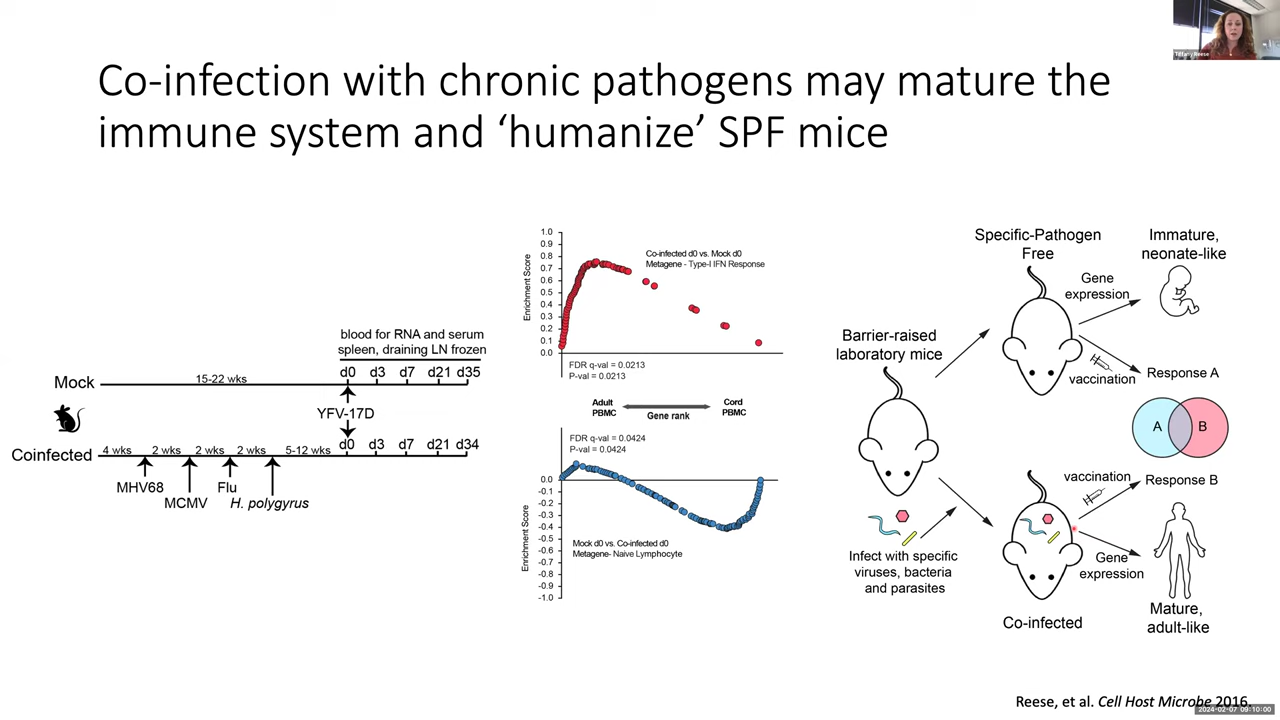 Tiffany Reese
Co-infection with chronic pathogens may mature the
immune system and ‘humanize’ SPF mice
blood for RNA and serum
spleen, draining LN frozen
Mock
15-22 wks
d0 d3 d7 d21 d35
YFV-17D
Coinfected
4 wks 2 wks 2 wks 2 wks 5-12 wks
d0 d3 d7 d21 d34
MHV68
MCMV
Flu
H. polygyrus
Enrichment Score
1.0
0.9
0.8
0.7
0.6
0.5
0.4
0.3
0.2
0.1
0.0
Co-infected d0 vs. Mock d0
Metagene - Type-I IFN Response
FDR q-val = 0.0213
P-val = 0.0213
Adult
PBMC
Gene rank
Cord
PBMC
FDR q-val = 0.0424
P-val = 0.0424
Enrichment Score
0.0
-0.1
-0.2
-0.3
-0.4
-0.5
-0.6
-0.7
-0.8
-0.9
-1.0
Mock d0 vs. Co-infected d0
Metagene- Naive Lymphocyte
Barrier-raised
laboratory mice
Infect with specific
viruses, bacteria
and parasites
Specific-Pathogen
Free
Gene
expression
Immature,
neonate-like
vaccination
Response A
A B
vaccination
Response B
Gene
expression
Co-infected
Mature,
adult-like
Reese, et al. Cell Host Microbe 2016.
2024-02-07 09:10:00